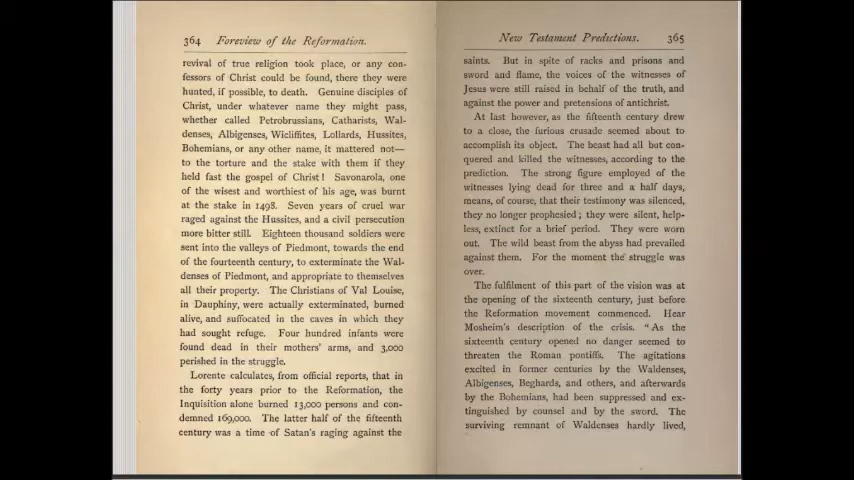 364 Foreview of the Reformation.
revival of true religion took place, or any con-
fessors of Christ could be found, there they were
hunted, if possible, to death. Genuine disciples of
Christ, under whatever name they might pass,
whether called Petrobrussians, Catharists, Wal-
denses, Albigenses, Wicliffites, Lollards, Hussites,
Bohemians, or any other name, it mattered not—
to the torture and the stake with them if they
held fast the gospel of Christ! Savonarola, one
of the wisest and worthiest of his age, was burnt
at the stake in 1498. Seven years of cruel war
raged against the Hussites, and a civil persecution
more bitter still. Eighteen thousand soldiers were
sent into the valleys of Piedmont, towards the end
of the fourteenth century, to exterminate the Wal-
denses of Piedmont, and appropriate to themselves
all their property. The Christians of Val Louise,
in Dauphiny, were actually exterminated, burned
alive, and suffocated in the caves in which they
had sought refuge. Four hundred infants were
found dead in their mothers' arms, and 3,000
perished in the struggle.
Lorente calculates, from official reports, that in
the forty years prior to the Reformation, the
Inquisition alone burned 13,000 persons and con-
demned 169,000. The latter half of the fifteenth
century was a time of Satan's raging against the
New Testament Predictions. 365
saints. But in spite of racks and prisons and
sword and flame, the voices of the witnesses of
Jesus were still raised in behalf of the truth, and
against the power and pretensions of antichrist.
At last however, as the fifteenth century drew
to a close, the furious crusade seemed about to
accomplish its object. The beast had all but con-
quered and killed the witnesses, according to the
prediction. The strong figure employed of the
witnesses lying dead for three and a half days,
means, of course, that their testimony was silenced,
they no longer prophesied; they were silent, help-
less, extinct for a brief period. They were worn
out. The wild beast from the abyss had prevailed
against them. For the moment the struggle was
over.
The fulfilment of this part of the vision was at
the opening of the sixteenth century, just before
the Reformation movement commenced. Hear
Mosheim's description of the crisis. "As the
sixteenth century opened no danger seemed to
threaten the Roman pontiffs. The agitations
excited in former centuries by the Waldenses,
Albigenses, Beghards, and others, and afterwards
by the Bohemians, had been suppressed and ex-
tinguished by counsel and by the sword. The
surviving remnant of Waldenses hardly lived,